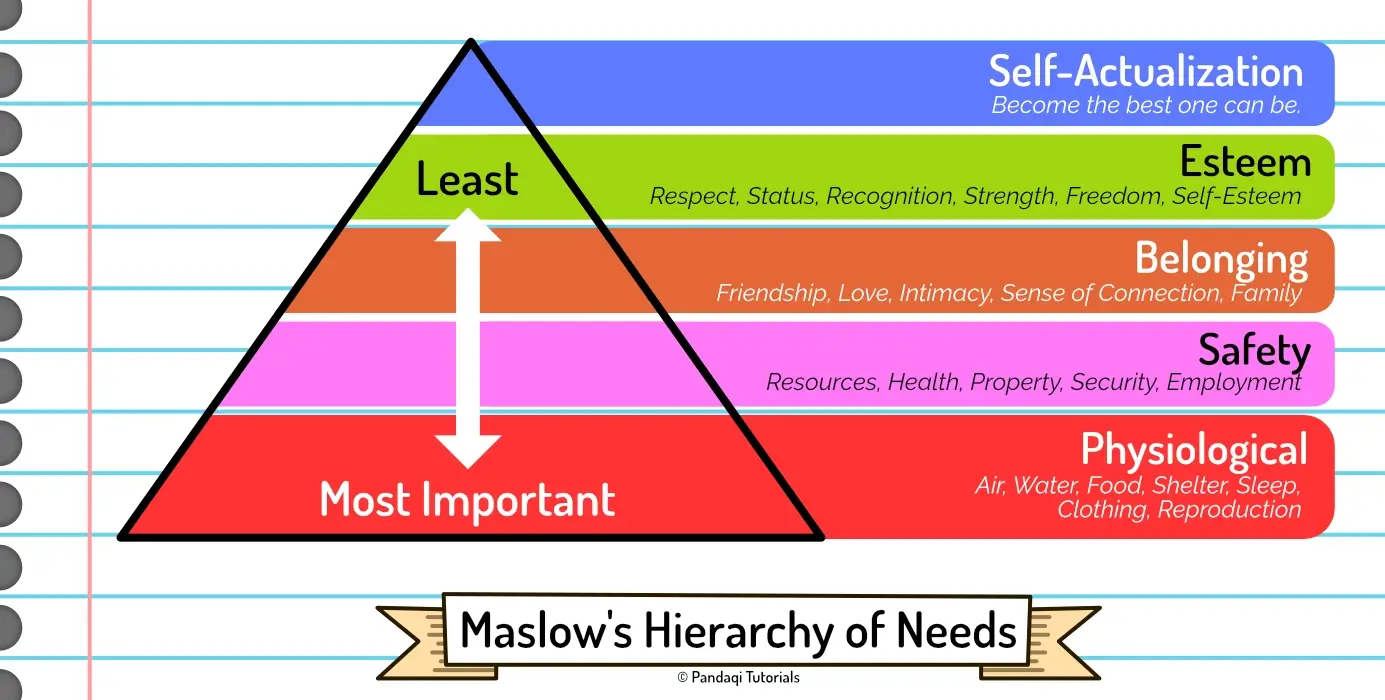 Self-Actualization
Become the best one can be.
Esteem
Respect, Status, Recognition, Strength, Freedom, Self-Esteem
Least
Belonging
Friendship, Love, Intimacy, Sense of Connection, Family
Safety
Resources, Health, Property, Security, Employment
Physiological
Air, Water, Food, Shelter, Sleep,
Clothing, Reproduction
Most Important
Maslow's Hierarchy of Needs
© Pandaqi Tutorials